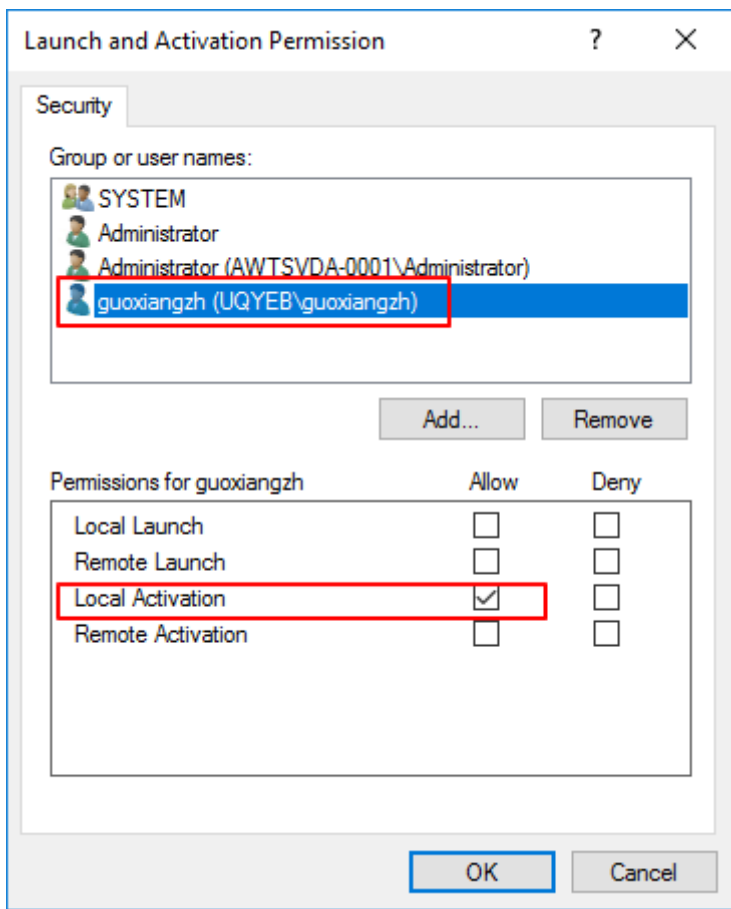 Launch and Activation Permission ?
Security
Group or user names:
SYSTEM
Administrator
Administrator (AWTSVDA-0001\Administrator)
guoxiangzh (UQYEB\guoxiangzh)
Add... Remove
Permissions for guoxiangzh Allow Deny
Local Launch
Remote Launch
Local Activation
Remote Activation
OK Cancel